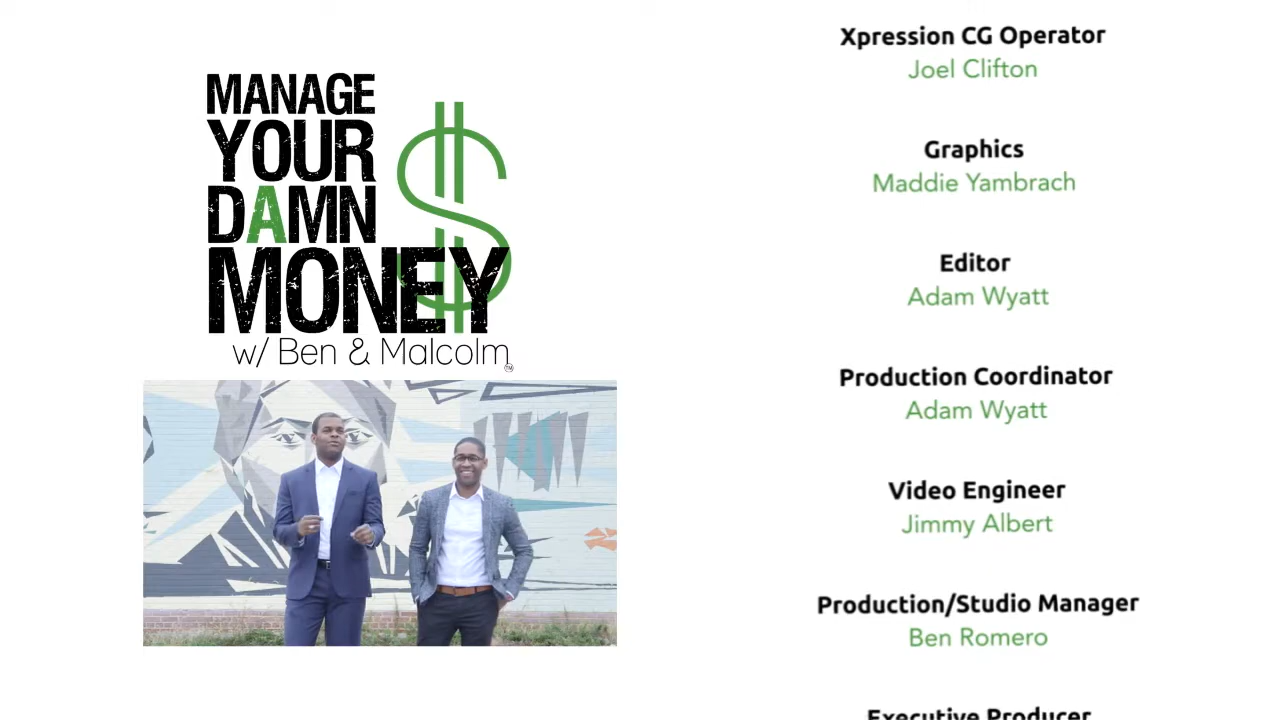 MANAGE
YOUR
DAMN
MONEY
$
w/ Ben & Malcolm
TM
Xpression CG Operator
Joel Clifton
Graphics
Maddie Yambrach
Editor
Adam Wyatt
Production Coordinator
Adam Wyatt
Video Engineer
Jimmy Albert
Production/Studio Manager
Ben Romero
Executive Producer